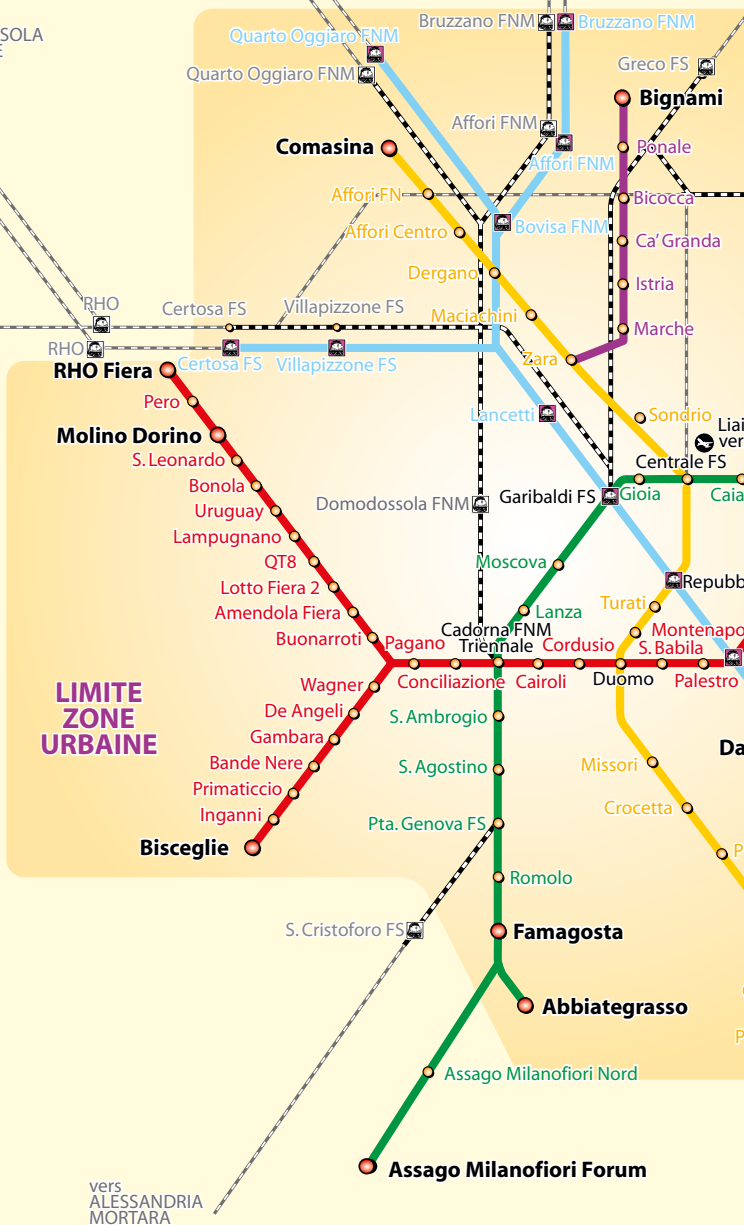 Bruzzano FNM
Bruzzano FNM
SOLA
E
Quarto Oggiaro FNM
Quarto Oggiaro FNM
Greco FS
Bignami
Affori FNM
Comasina
Ponale
Affori FNM
Affori FN
Bicocca
Affori Centro
Bovisa FNM
Ca’ Granda
Dergano
Istria
RHO
Certosa FS
Villapizzone FS
Maciachini
Marche
RHO
Certosa FS
Villapizzone FS
Zara
RHO Fiera
Pero
Lancetti
Sondrio
Liai
ver
Molino Dorino
S. Leonardo
Centrale FS
Bonola
Garibaldi FS
Gioia
Caia
Uruguay
Domodossola FNM
Lampugnano
QT8
Moscova
Repubb
Lotto Fiera 2
Turati
Amendola Fiera
Lanza
Buonarroti
Pagano
Cadorna FNM
Triennale
Cordusio
Montenapo
S. Babila
Wagner
Conciliazione
Cairoli
Duomo
Palestro
LIMITE
ZONE
URBAINE
De Angeli
S. Ambrogio
Gambara
Da
Bande Nere
S. Agostino
Missori
Primaticcio
Crocetta
Inganni
Pta. Genova FS
Bisceglie
P
Romolo
S. Cristoforo FS
Famagosta
Abbiategrasso
P
Assago Milanofiori Nord
Assago Milanofiori Forum
vers
ALESSANDRIA
MORTARA